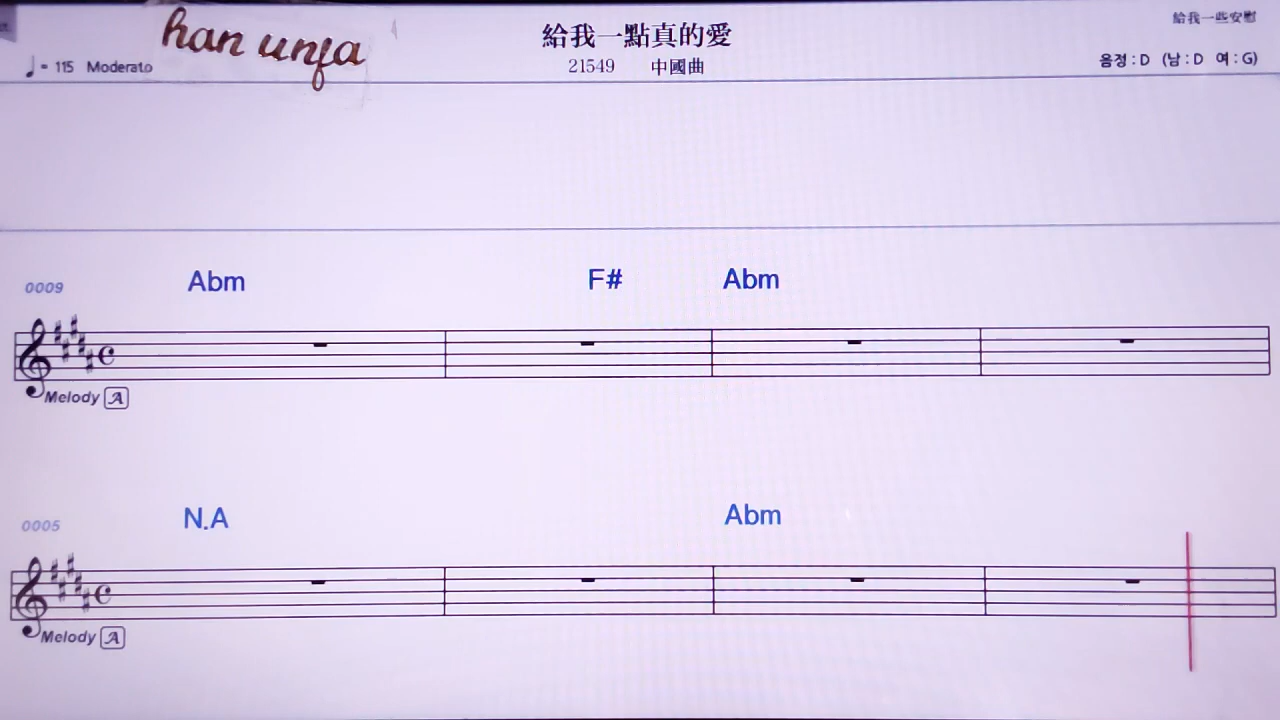 han unfa
給我一點真的愛
給我一些安慰
♩= 115 Moderato
21549 中國曲
음정 : D (남 : D 여 : G)
0009 Abm F# Abm
Melody A
0005 N.A Abm
Melody A